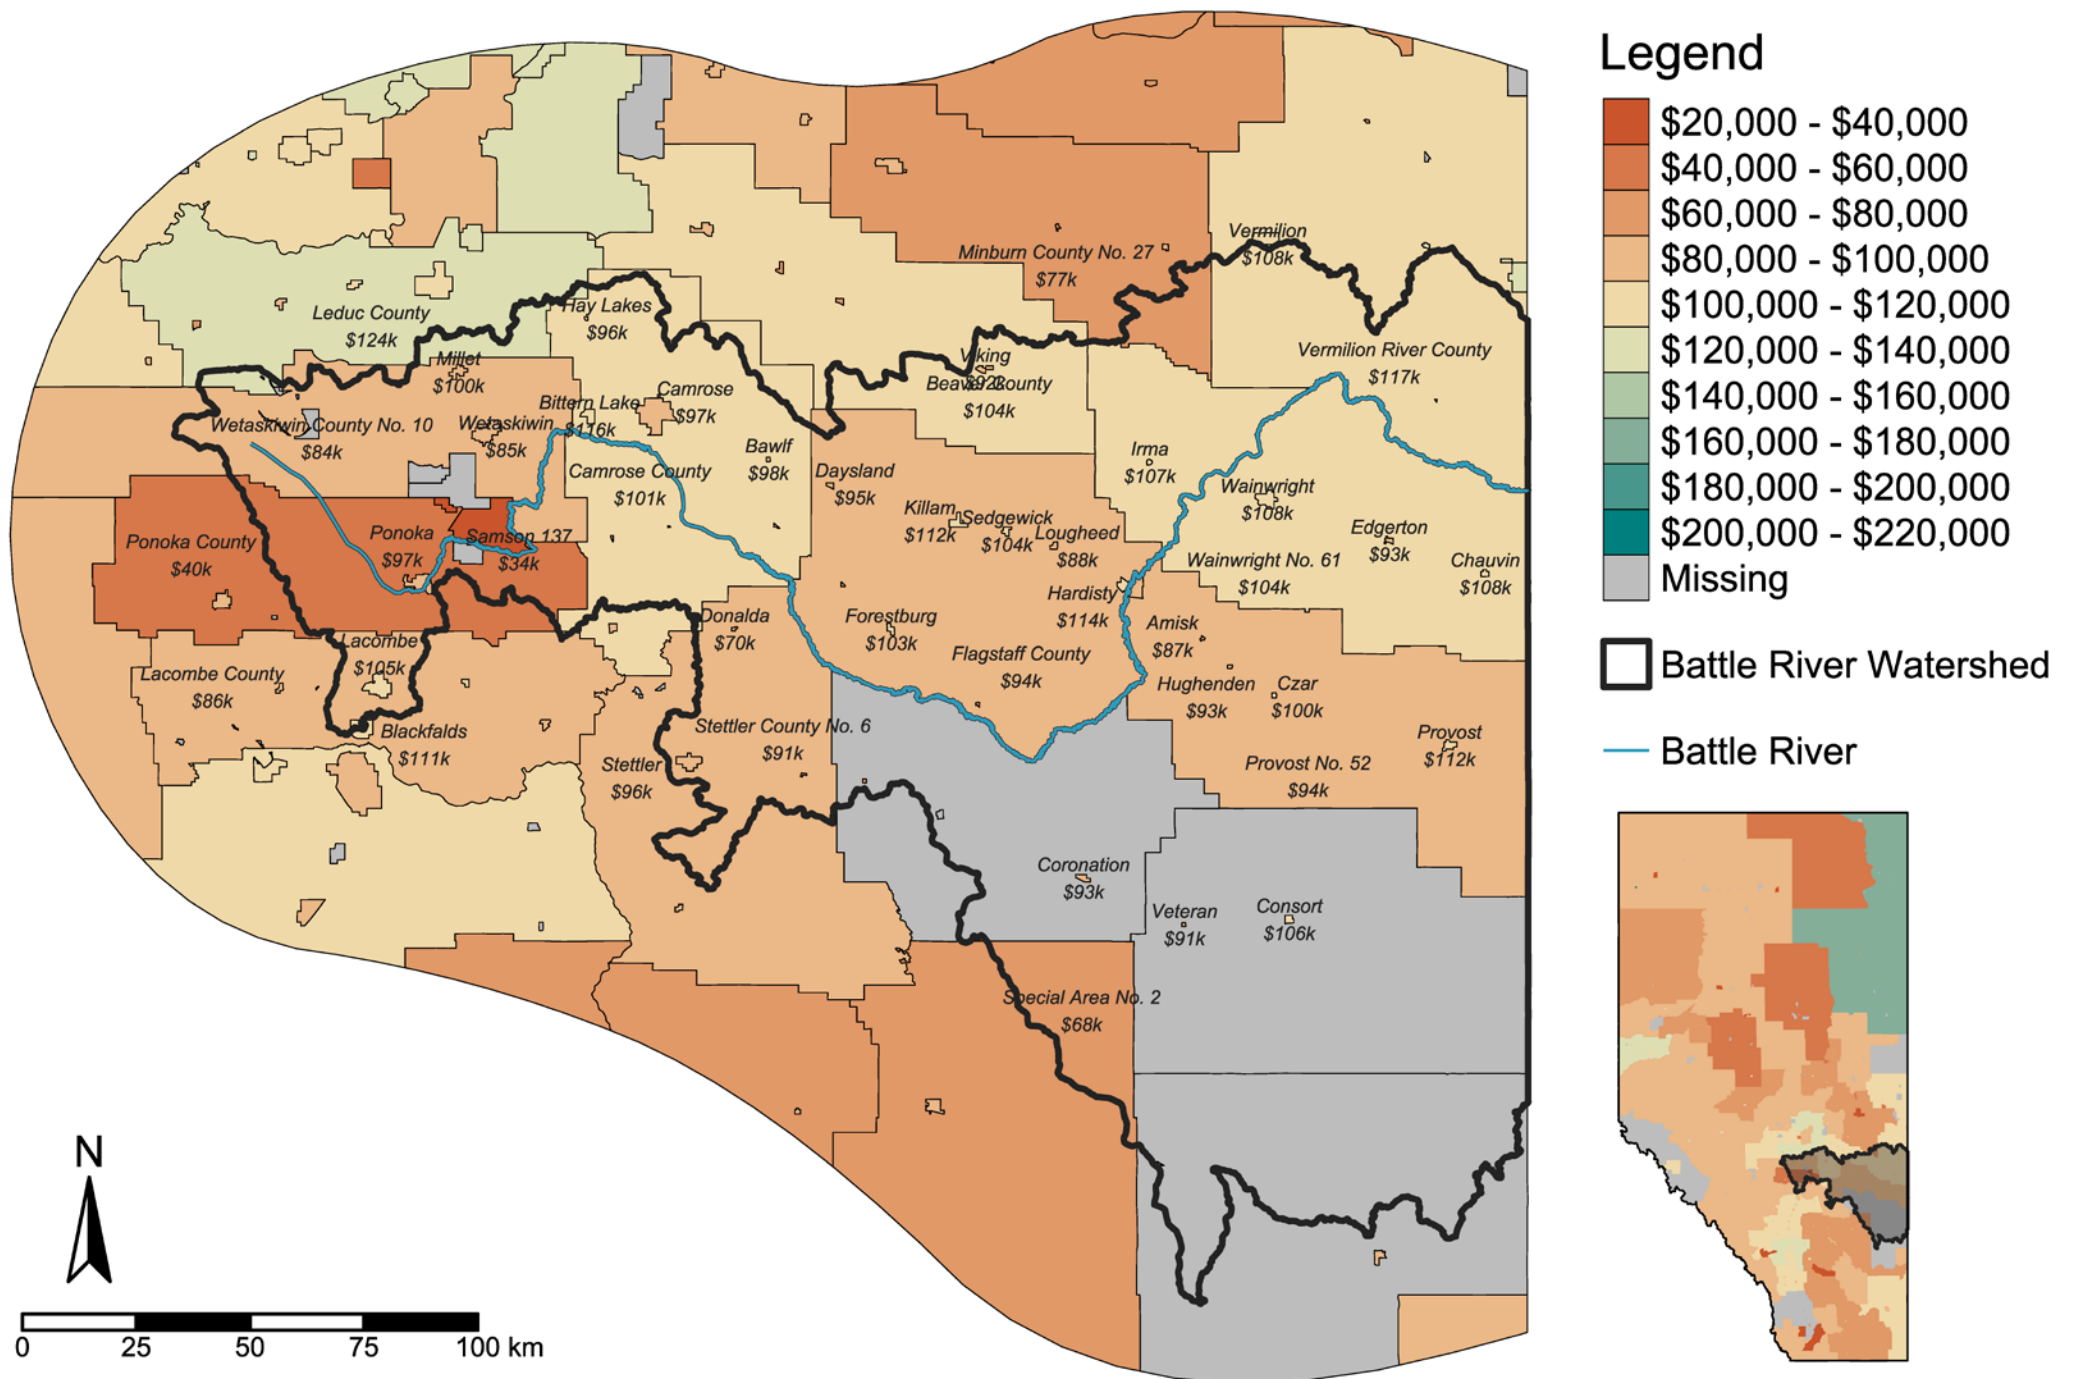 Legend
$20,000 - $40,000
$40,000 - $60,000
$60,000 - $80,000
$80,000 - $100,000
$100,000 - $120,000
$120,000 - $140,000
$140,000 - $160,000
$160,000 - $180,000
$180,000 - $200,000
$200,000 - $220,000
Missing
Battle River Watershed
Battle River
Vermilion
$108k
Minburn County No. 27
$77k
Leduc County
$124k
Hay Lakes
$96k
Vermilion River County
$117k
Millet
$100k
Viking
$92k
Beaver County
$104k
Camrose
$97k
Bittern Lake
$116k
Wetaskiwin County No. 10
$84k
Wetaskiwin
$85k
Bawlf
$98k
Camrose County
$101k
Daysland
$95k
Irma
$107k
Wainwright
$108k
Killam
$112k
Sedgewick
$104k
Lougheed
$88k
Edgerton
$93k
Ponoka County
$40k
Ponoka
$97k
Samson 137
$34k
Wainwright No. 61
$104k
Chauvin
$108k
Hardisty
$114k
Donalda
$70k
Forestburg
$103k
Amisk
$87k
Lacombe
$105k
Flagstaff County
$94k
Lacombe County
$86k
Hughenden
$93k
Czar
$100k
Blackfalds
$111k
Stettler County No. 6
$91k
Provost
$112k
Stettler
$96k
Provost No. 52
$94k
Coronation
$93k
Veteran
$91k
Consort
$106k
Special Area No. 2
$68k
N
0 25 50 75 100 km